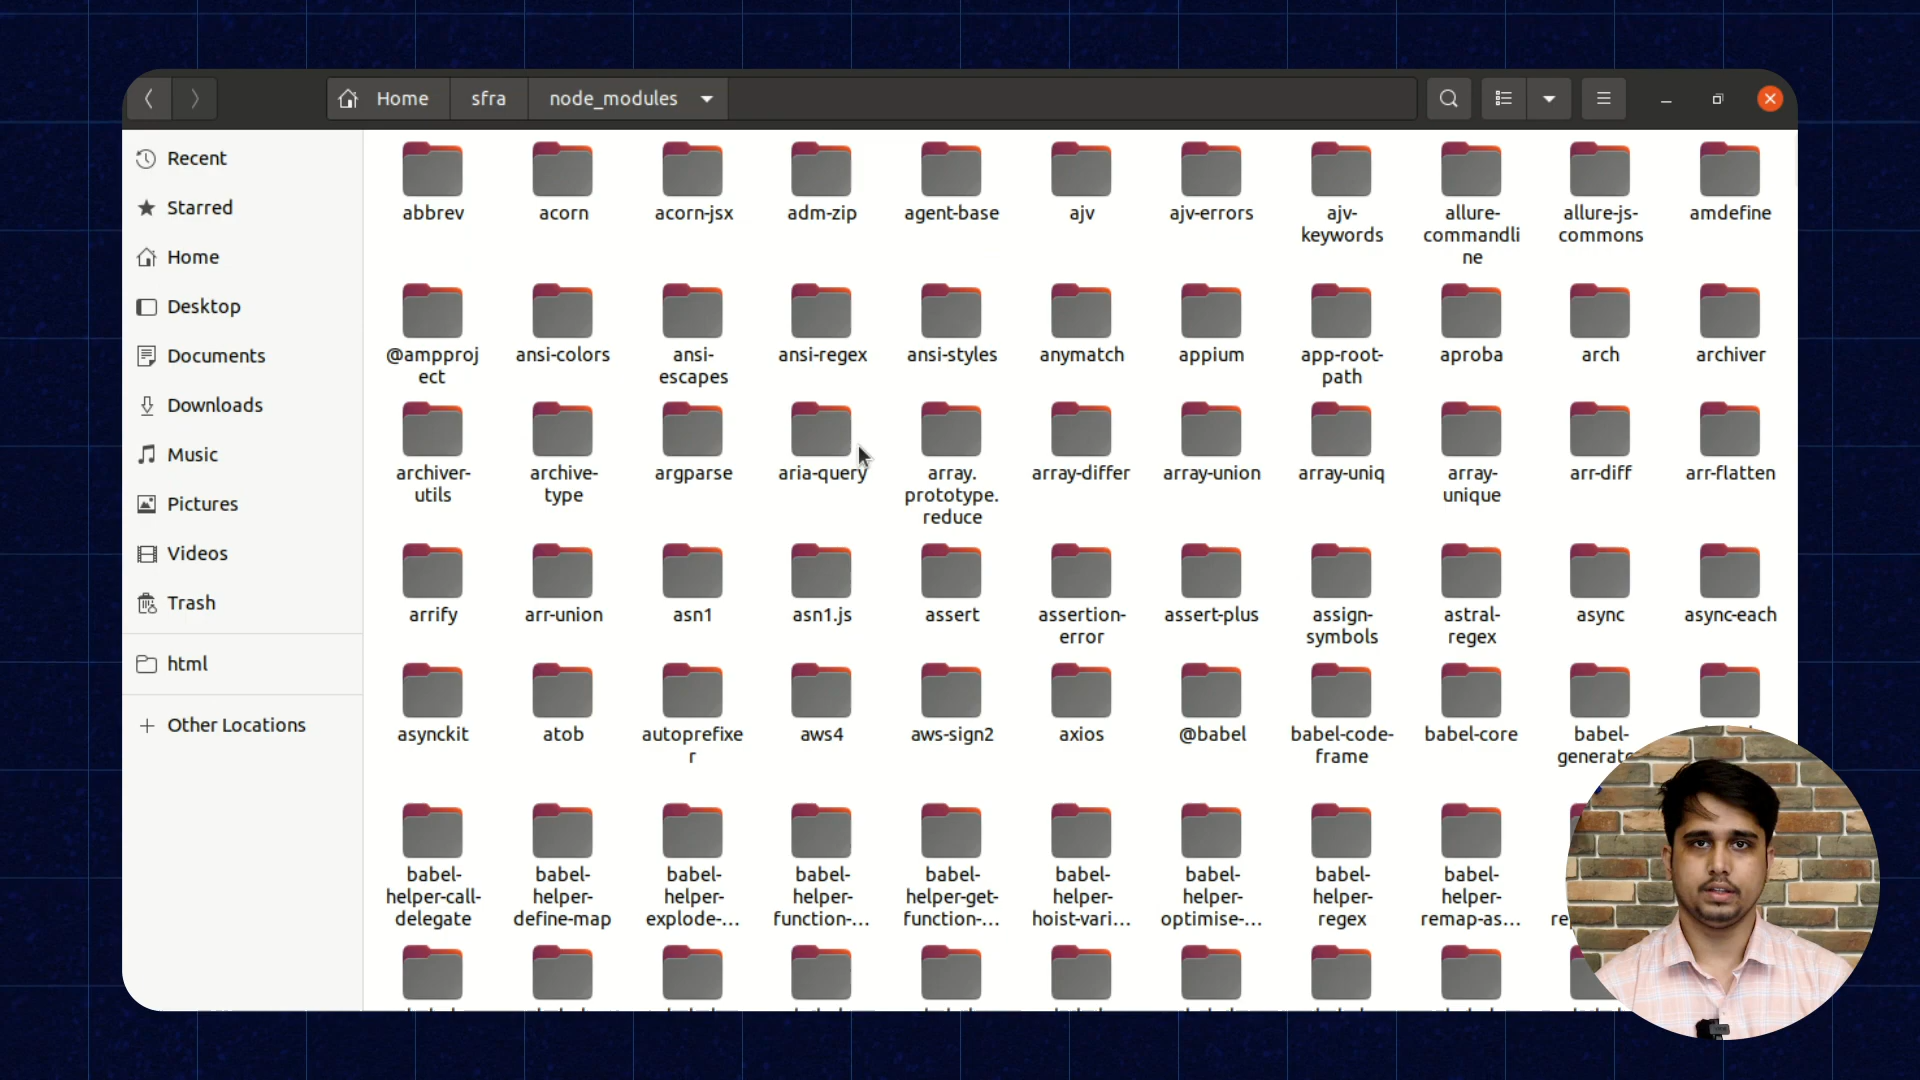 Home sfra node_modules
Recent
Starred
Home
Desktop
Documents
Downloads
Music
Pictures
Videos
Trash
html
Other Locations
abbrev acorn acorn-jsx adm-zip agent-base ajv ajv-errors ajv- allure- allure-js- amdefine
keywords commandli commons
ne
@ampproj ansi-colors ansi- ansi-regex ansi-styles anymatch appium app-root- aproba arch archiver
ect escapes path
archiver- archive- argparse aria-query array. array-differ array-union array-uniq array- arr-diff arr-flatten
utils type prototype. unique
reduce
arrify arr-union asn1 asn1.js assert assertion- assert-plus assign- astral- async async-each
error symbols regex
asynckit atob autoprefixe aws4 aws-sign2 axios @babel babel-code- babel-core babel-
r frame
babel- babel- babel- babel- babel- babel- babel- babel- babel-
helper-call- helper- helper- helper- helper-get- helper- helper- helper- helper-
delegate define-map explode-... function-... function-... hoist-vari... optimise-... regex remap-as...